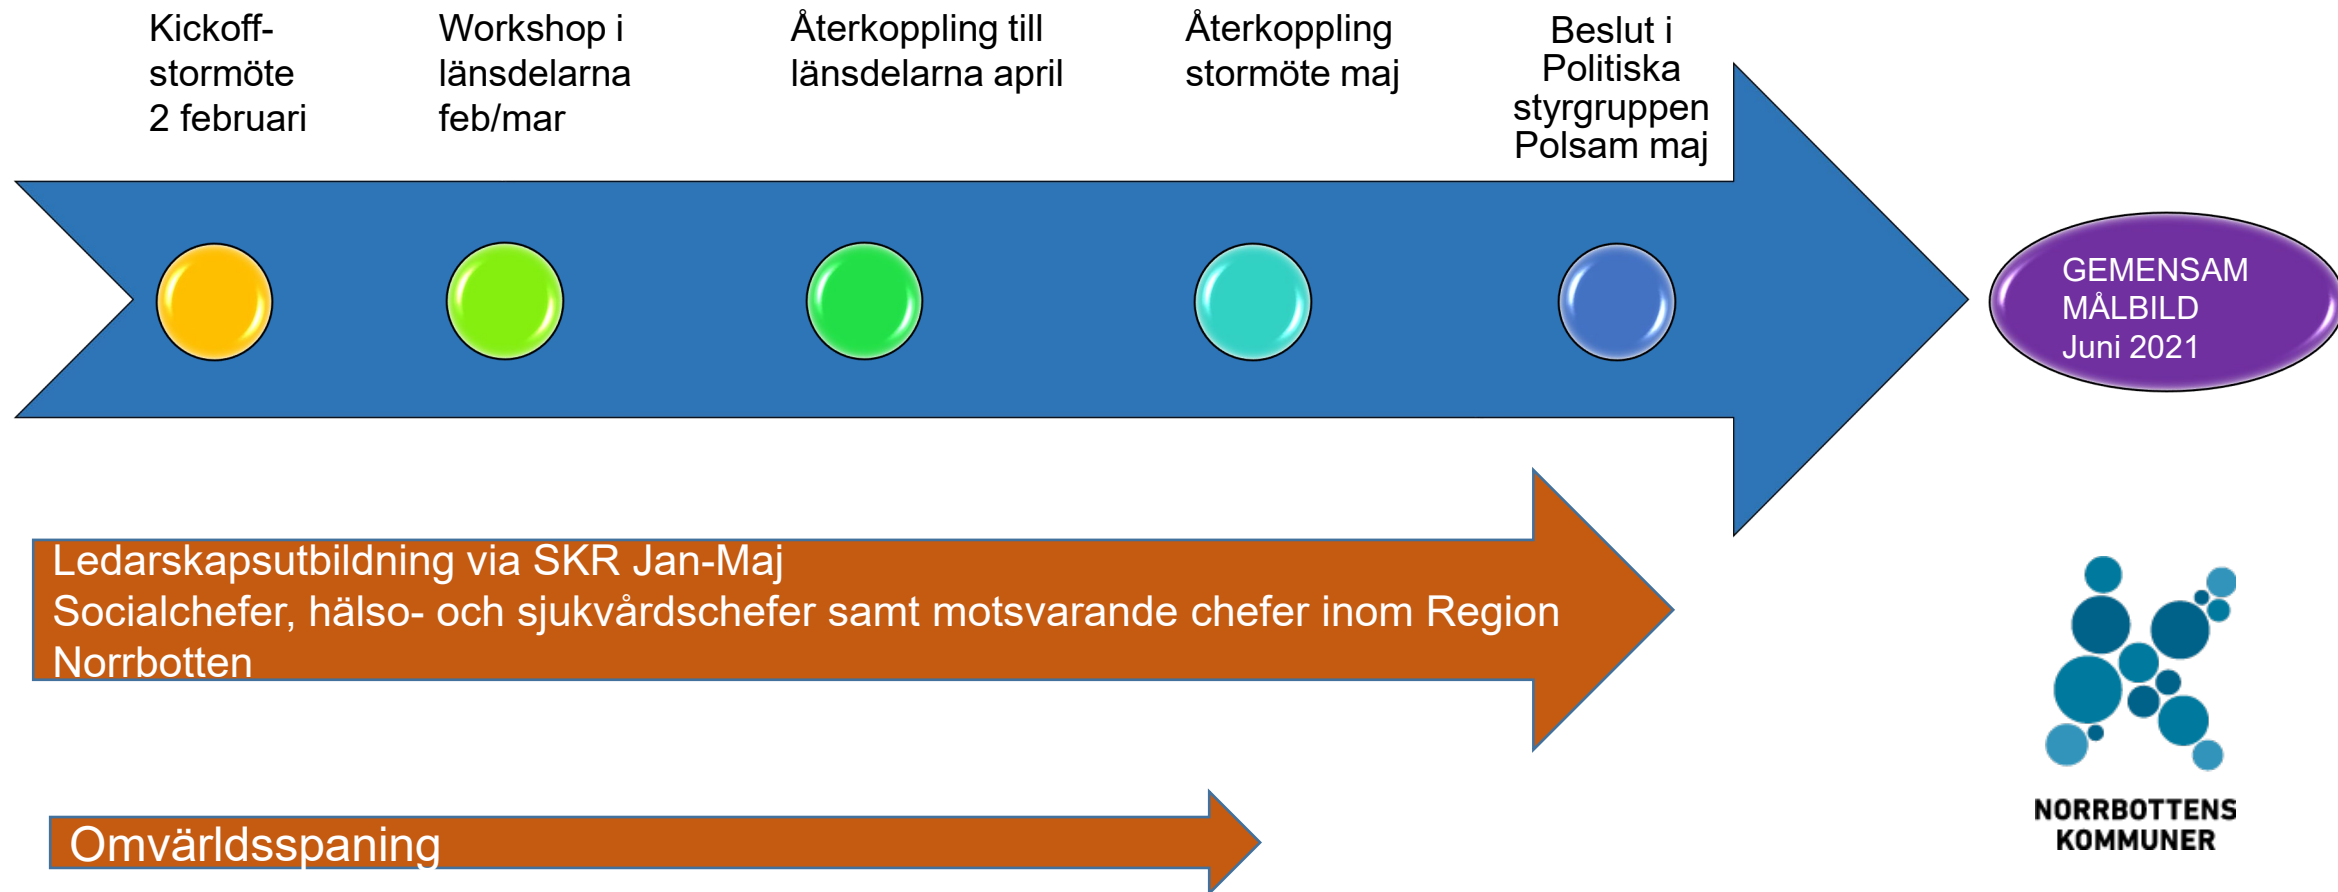 Kickoff-
stormöte
2 februari
Workshop i
länsdelarna
feb/mar
Återkoppling till
länsdelarna april
Återkoppling
stormöte maj
Beslut i
Politiska
styrgruppen
Polsam maj
GEMENSAM
MÅLBILD
Juni 2021
Ledarskapsutbildning via SKR Jan-Maj
Socialchefer, hälso- och sjukvårdschefer samt motsvarande chefer inom Region
Norrbotten
Omvärldsspaning
NORRBOTTENS
KOMMUNER